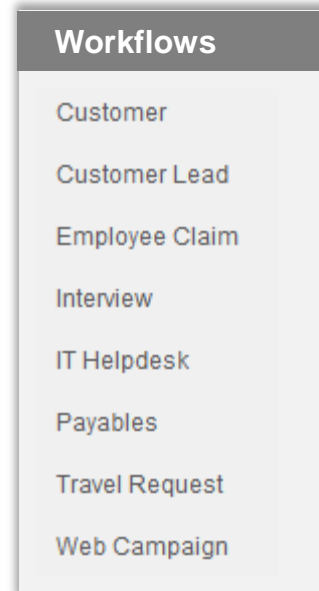 Workflows
Customer
Customer Lead
Employee Claim
Interview
IT Helpdesk
Payables
Travel Request
Web Campaign